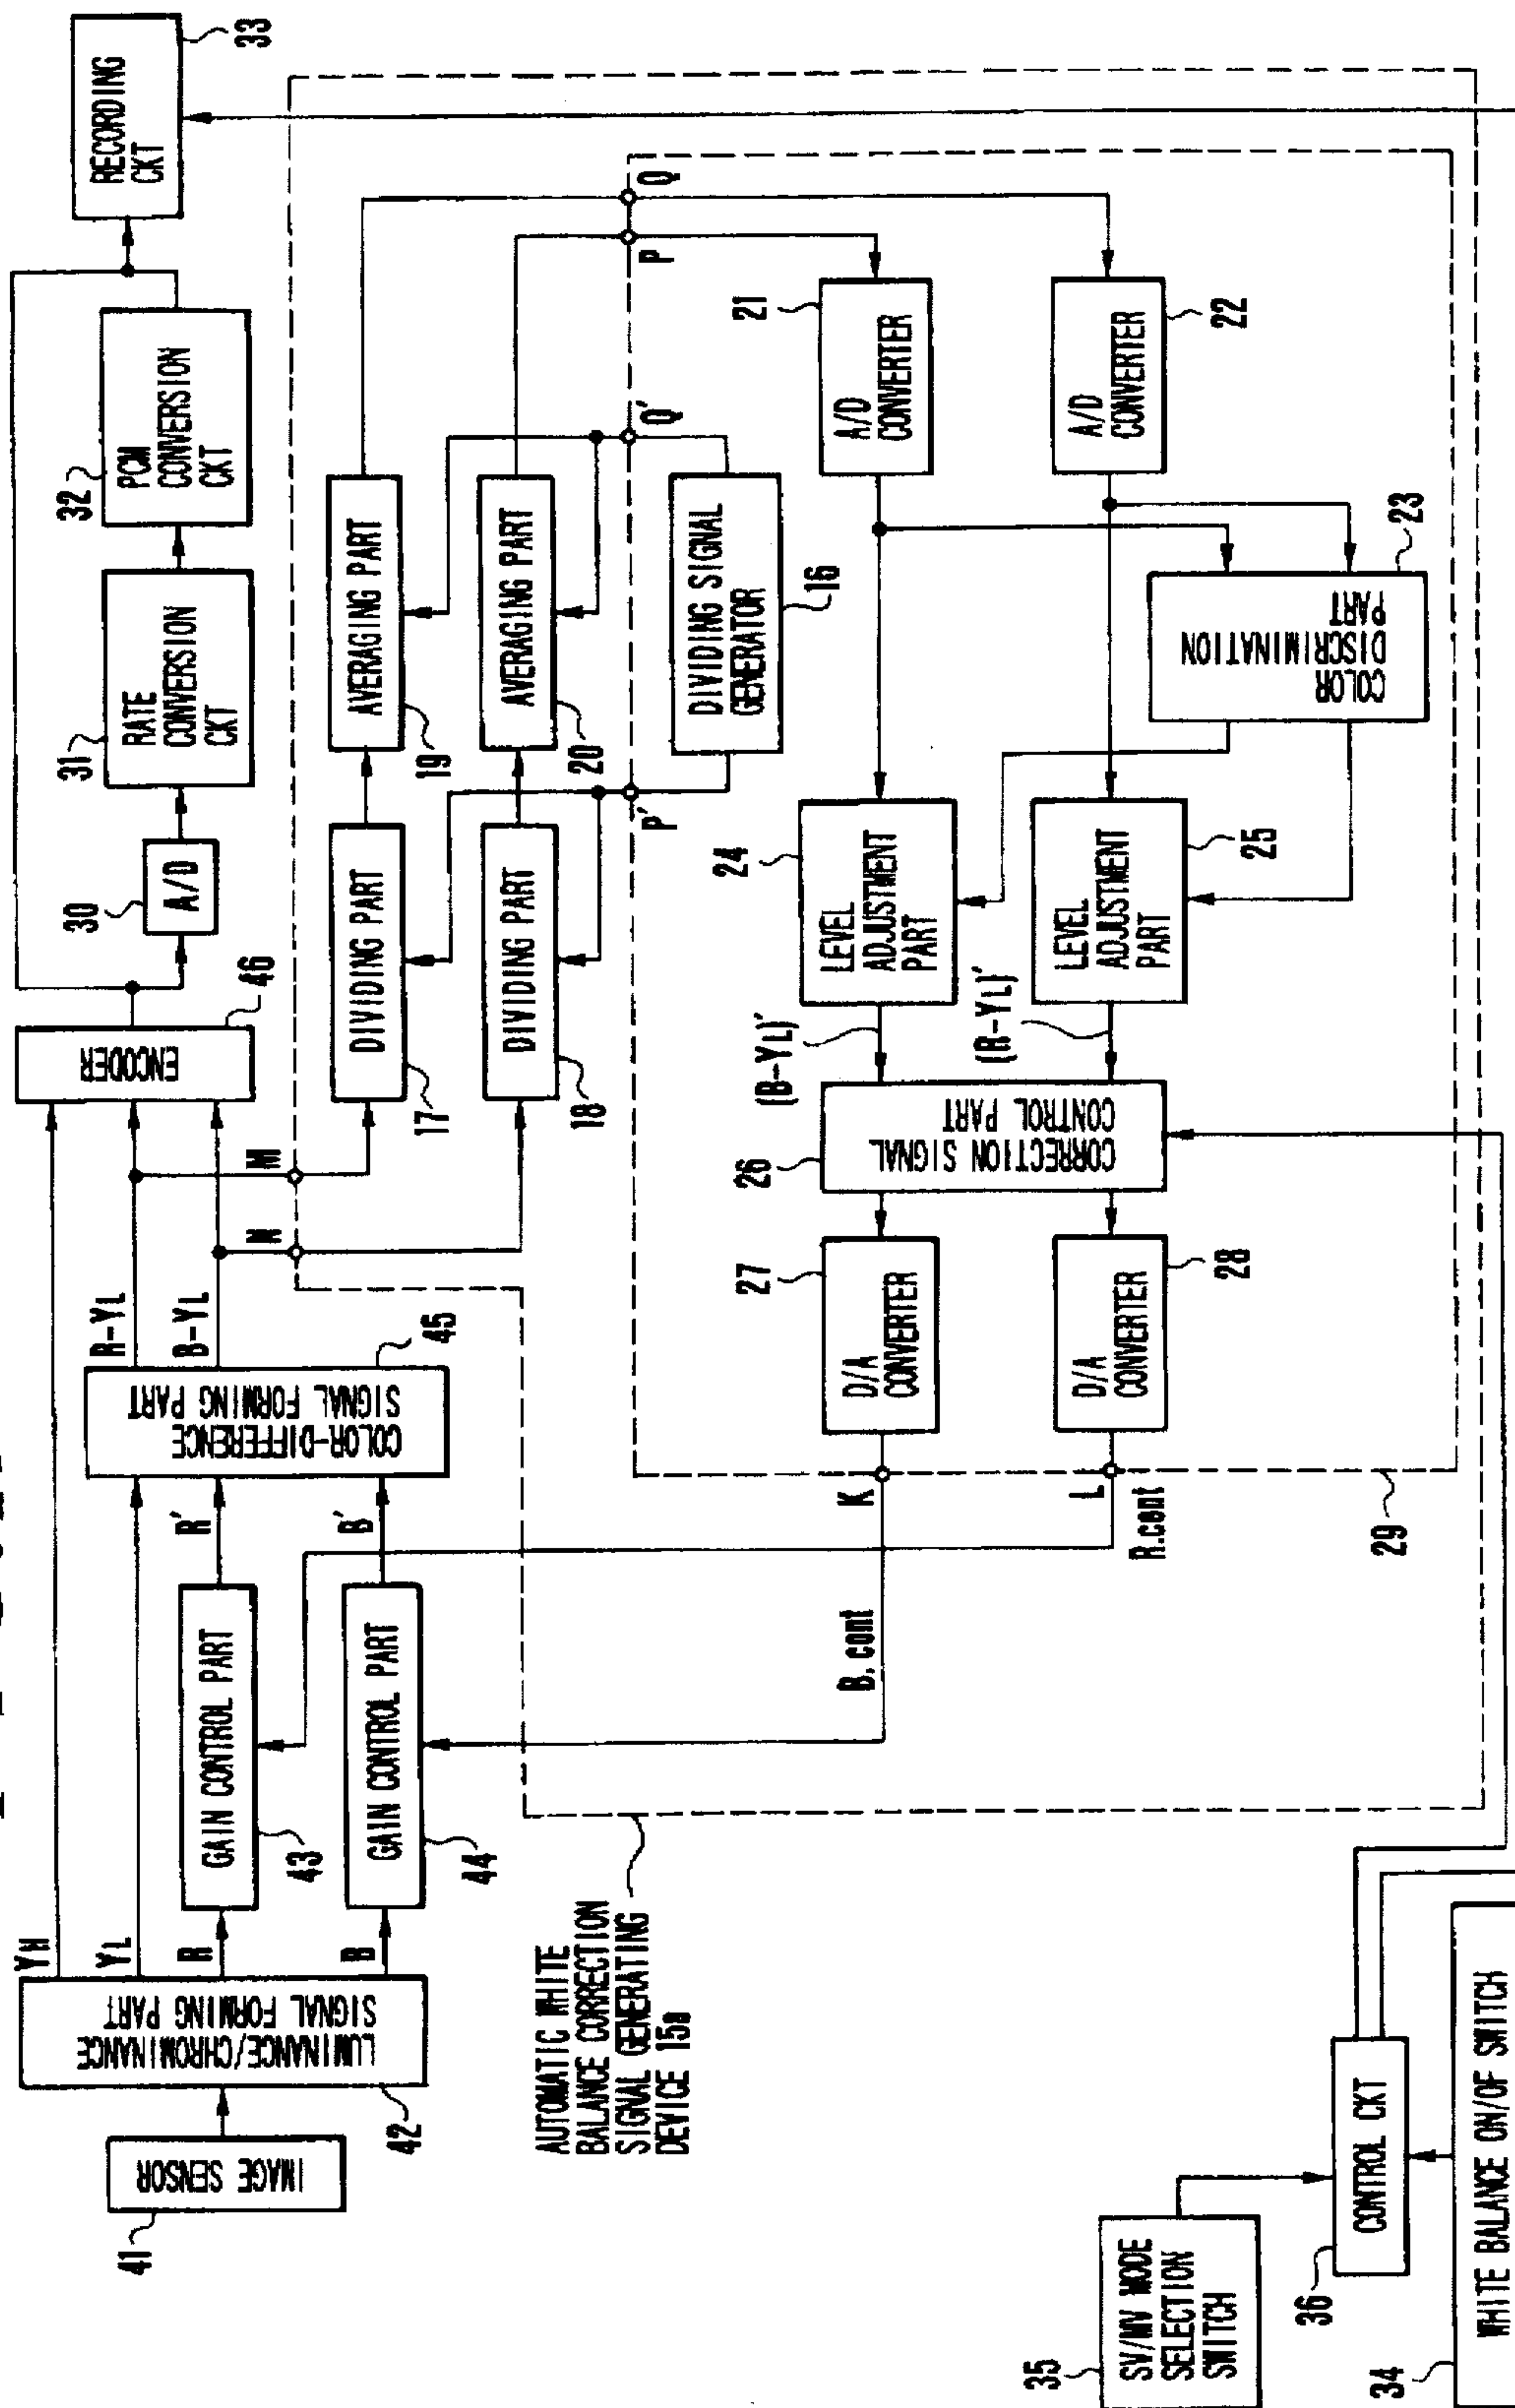 IMAGE SENSOR
41
LUMINANCE/CHROMINANCE
SIGNAL FORMING PART
42
YH
YL
R
B
GAIN CONTROL PART
43
GAIN CONTROL PART
44
R'
B'
COLOR-DIFFERENCE
SIGNAL FORMING PART
45
R-YL
B-YL
ENCODER
46
30
A/D
31
RATE
CONVERSION
CKT
32
PCM
CONVERSION
CKT
RECORDING
CKT
33
M
N
DIVIDING PART
17
DIVIDING PART
18
AVERAGING PART
19
AVERAGING PART
20
P'
Q'
P
Q
DIVIDING SIGNAL
GENERATOR
16
21
A/D
CONVERTER
A/D
CONVERTER
22
COLOR
DISCRIMINATION
PART
23
24
LEVEL
ADJUSTMENT
PART
LEVEL
ADJUSTMENT
PART
25
(B-YL)'
(R-YL)'
26
CORRECTION SIGNAL
CONTROL PART
27
D/A
CONVERTER
D/A
CONVERTER
28
K
L
B.cont
R.cont
29
AUTOMATIC WHITE
BALANCE CORRECTION
SIGNAL GENERATING
DEVICE 15a
35
SV/MV MODE
SELECTION
SWITCH
36
CONTROL CKT
34
WHITE BALANCE ON/OF SWITCH